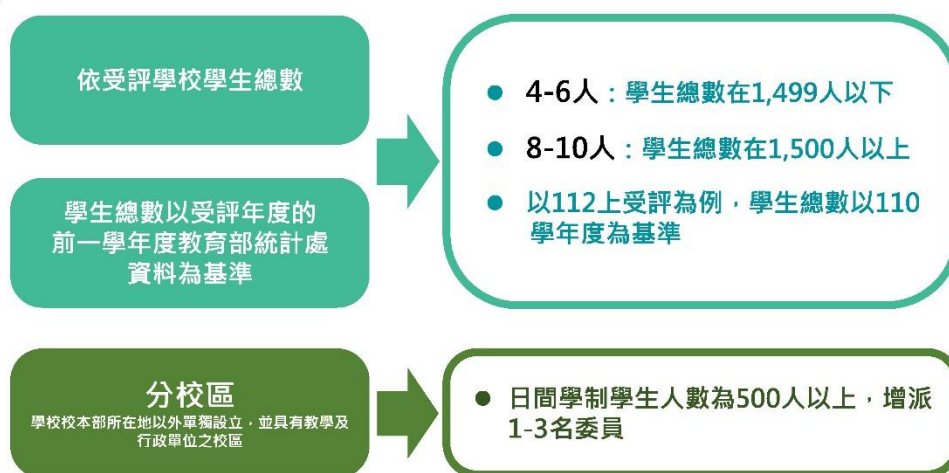 依受評學校學生總數
學生總數以受評年度的
前一學年度教育部統計處
資料為基準
● 4-6人：學生總數在1,499人以下
● 8-10人：學生總數在1,500人以上
● 以112上受評為例，學生總數以110
學年度為基準
分校區
學校校本部所在地以外單獨設立，並具有教學及
行政單位之校區
● 日間學制學生人數為500人以上，增派
1-3名委員